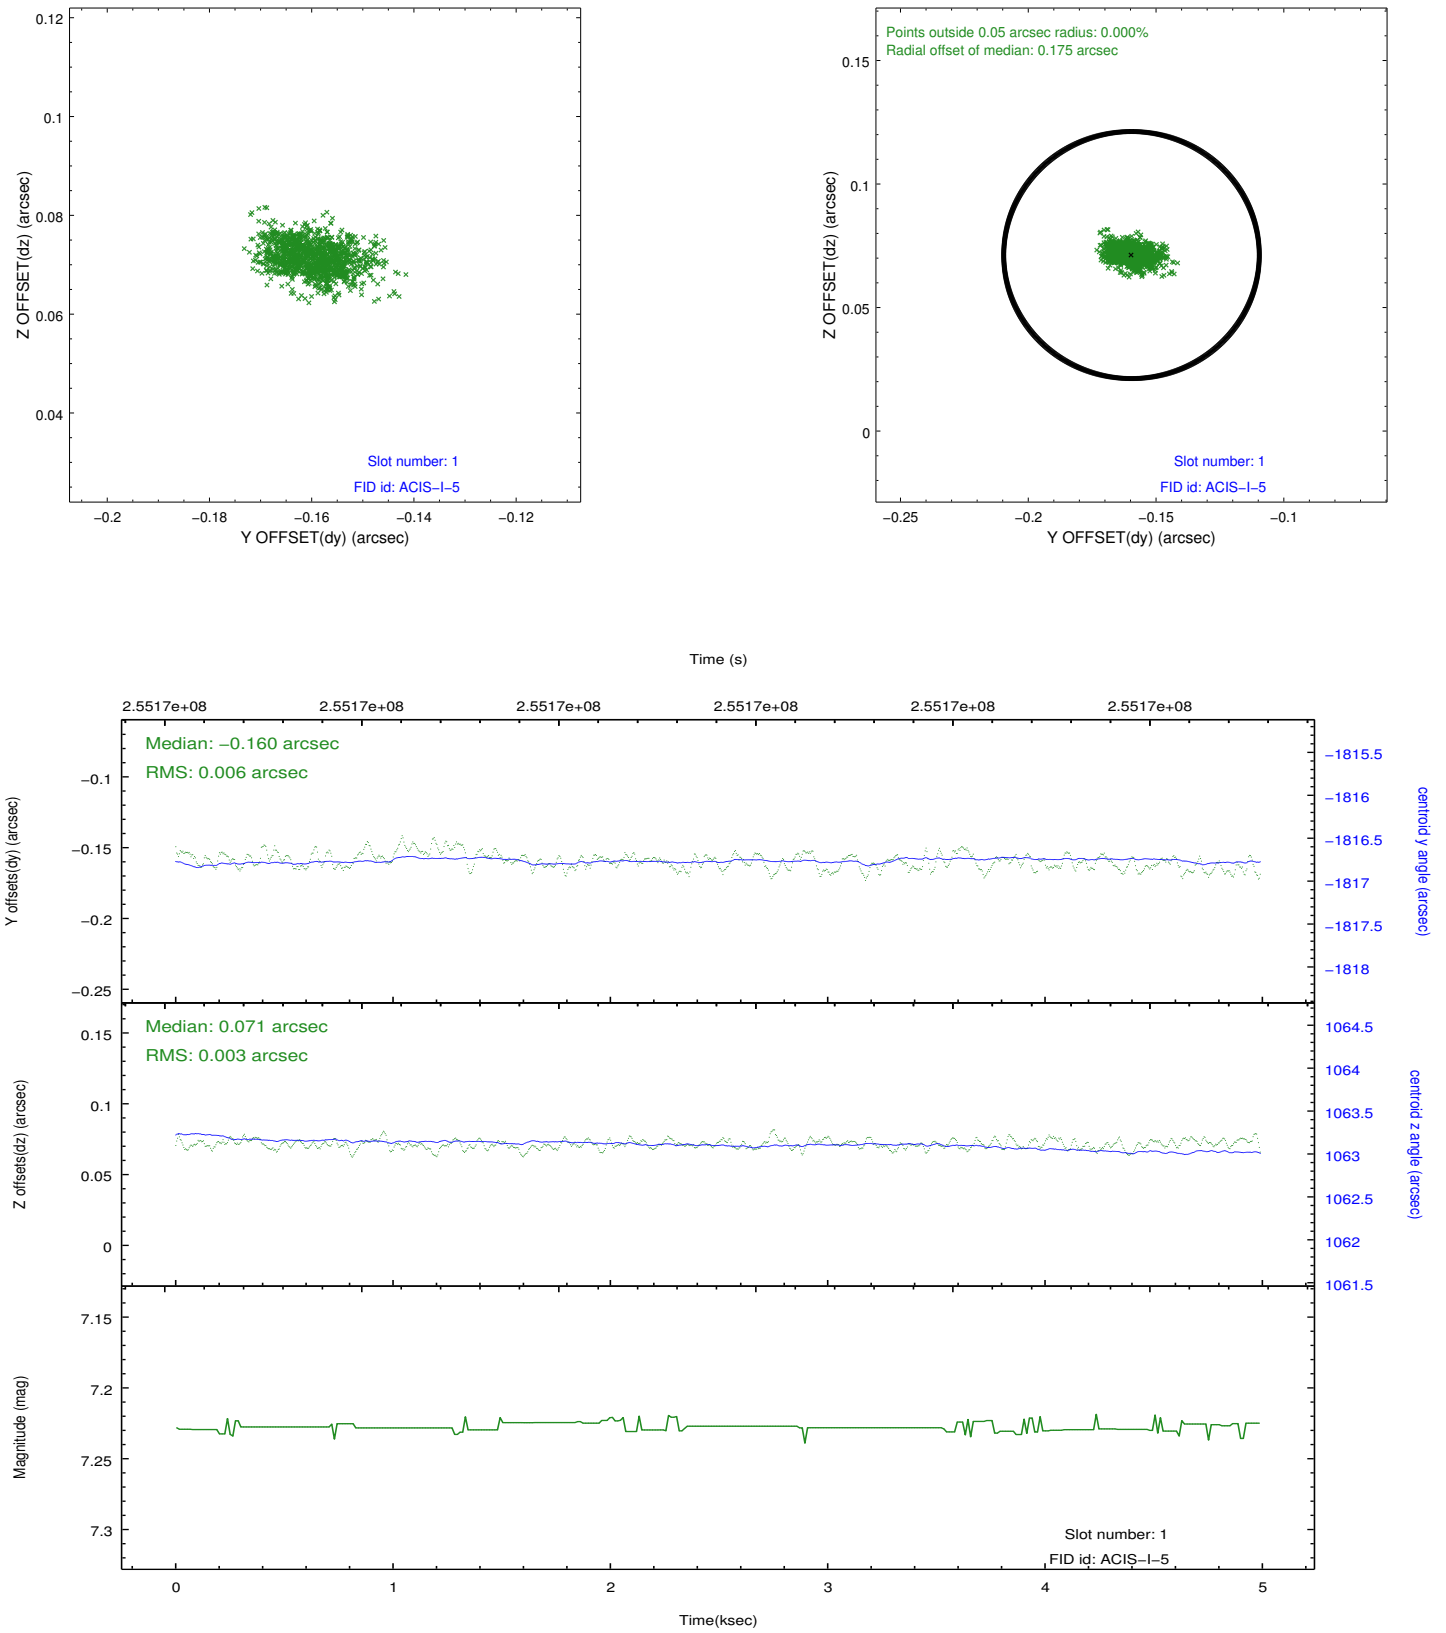 0.12
0.1
0.08
0.06
0.04
Z OFFSET(dz) (arcsec)
Slot number: 1
FID id: ACIS−I−5
−0.2 −0.18 −0.16 −0.14 −0.12
Y OFFSET(dy) (arcsec)
Points outside 0.05 arcsec radius: 0.000%
Radial offset of median: 0.175 arcsec
0.15
0.1
0.05
0
Z OFFSET(dz) (arcsec)
Slot number: 1
FID id: ACIS−I−5
−0.25 −0.2 −0.15 −0.1
Y OFFSET(dy) (arcsec)
Time (s)
2.5517e+08 2.5517e+08 2.5517e+08 2.5517e+08 2.5517e+08 2.5517e+08
Median: −0.160 arcsec
RMS: 0.006 arcsec
−0.1
−0.15
−0.2
−0.25
Y offsets(dy) (arcsec)
−1815.5
−1816
−1816.5
−1817
−1817.5
−1818
centroid y angle (arcsec)
Median: 0.071 arcsec
RMS: 0.003 arcsec
0.15
0.1
0.05
0
Z offsets(dz) (arcsec)
1064.5
1064
1063.5
1063
1062.5
1062
1061.5
centroid z angle (arcsec)
7.15
7.2
7.25
7.3
Magnitude (mag)
Slot number: 1
FID id: ACIS−I−5
0 1 2 3 4 5
Time(ksec)